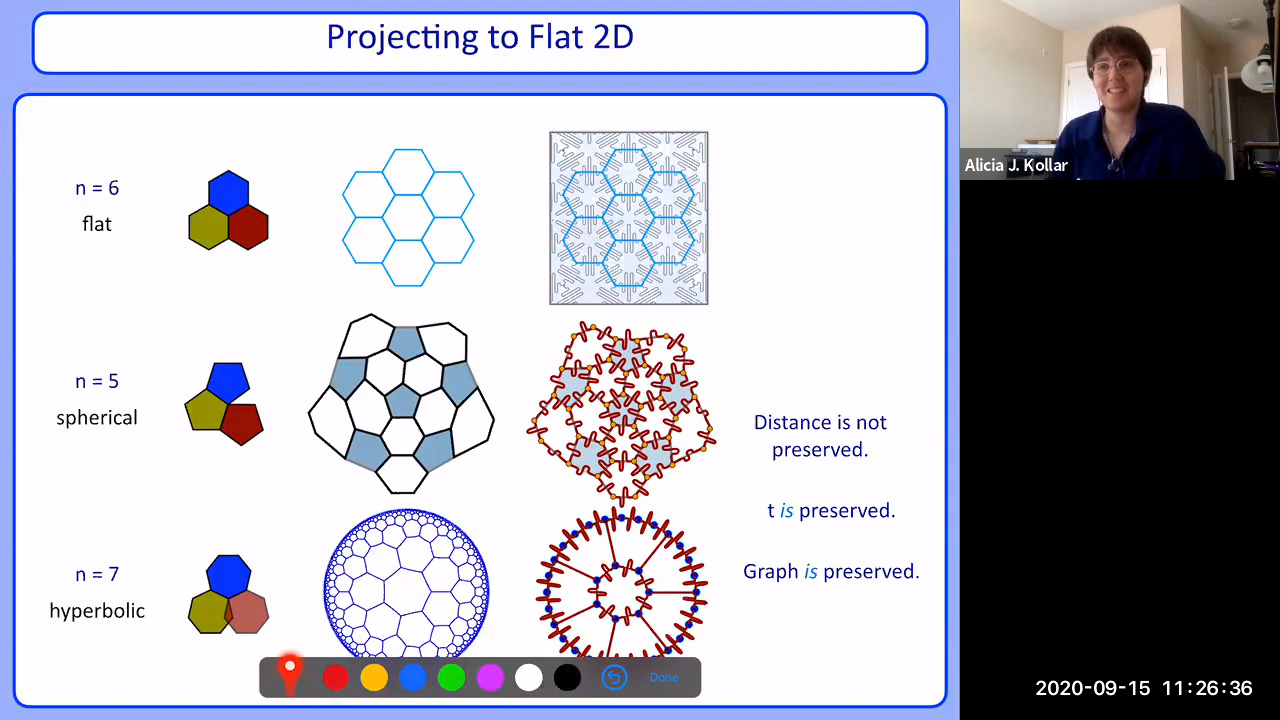 Projecting to Flat 2D
n = 6
flat
n = 5
spherical
n = 7
hyperbolic
Distance is not
preserved.
t is preserved.
Graph is preserved.
Done
Alicia J. Kollar
2020-09-15 11:26:36